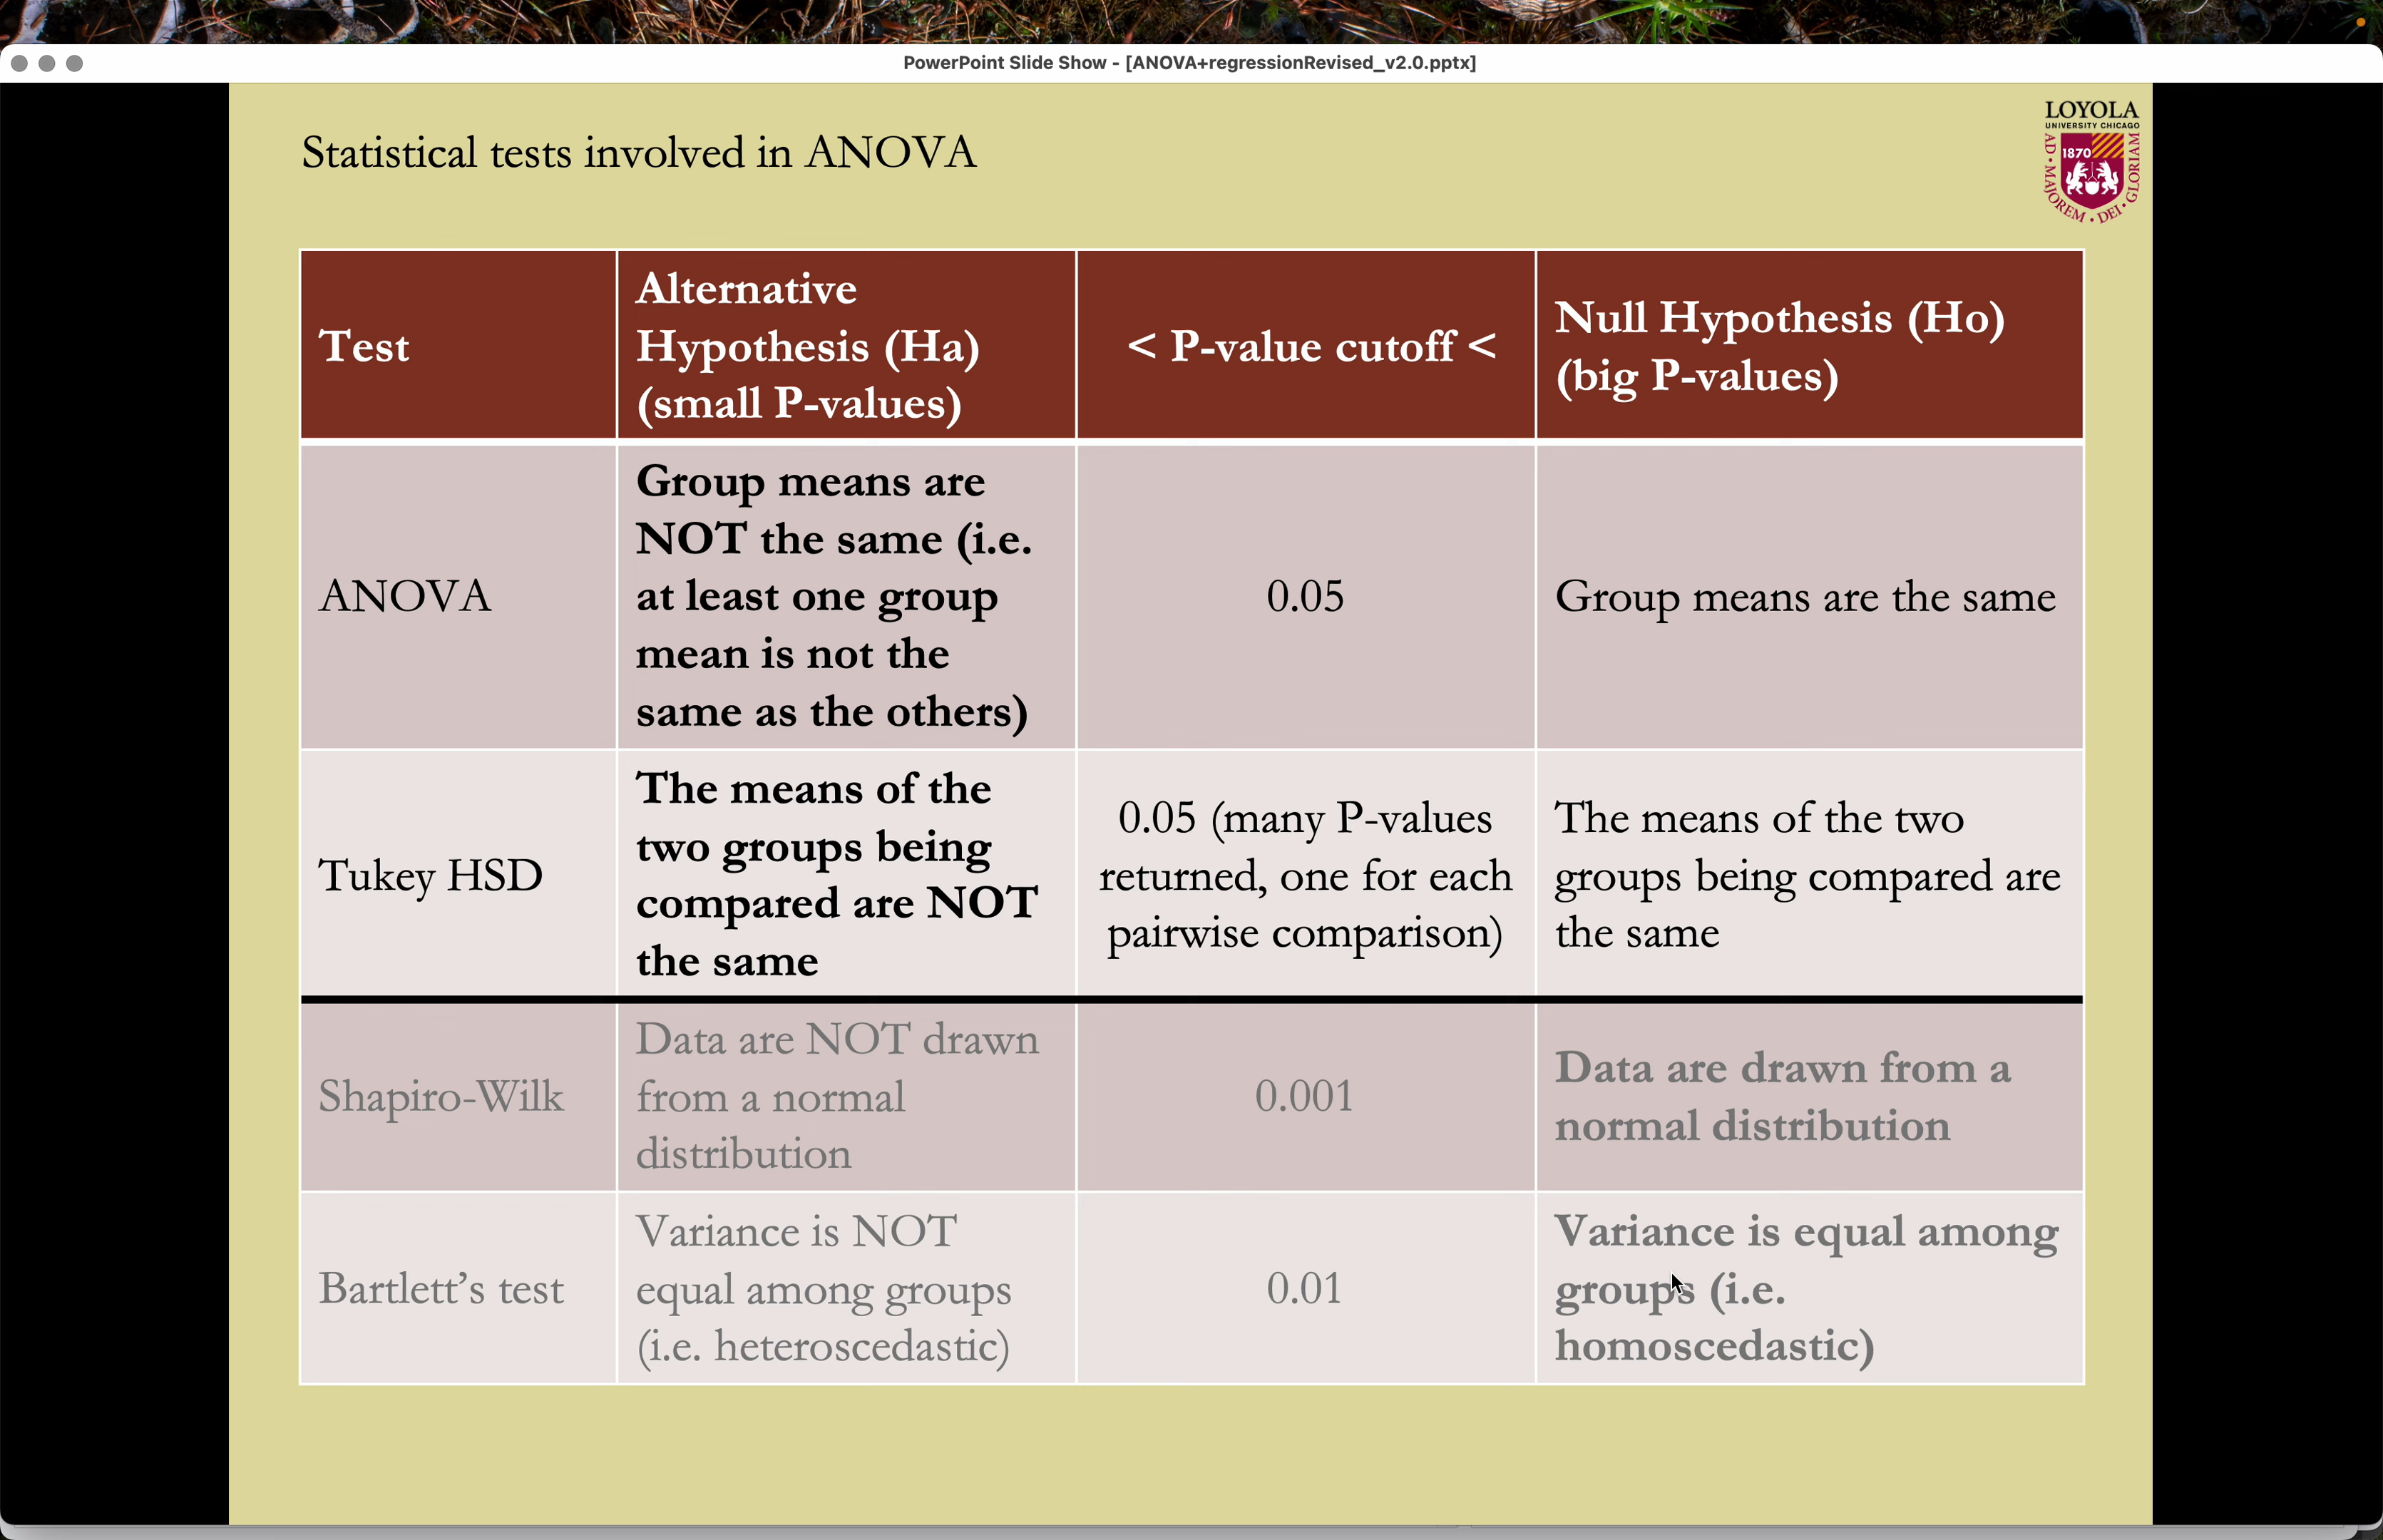 PowerPoint Slide Show - [ANOVA+regressionRevised_v2.0.pptx]
Statistical tests involved in ANOVA
LOYOLA
UNIVERSITY CHICAGO
1870
AD • MAJOREM • DEI • GLORIAM
Test
Alternative
Hypothesis (Ha)
(small P-values)
< P-value cutoff <
Null Hypothesis (Ho)
(big P-values)
ANOVA
Group means are
NOT the same (i.e.
at least one group
mean is not the
same as the others)
0.05
Group means are the same
Tukey HSD
The means of the
two groups being
compared are NOT
the same
0.05 (many P-values
returned, one for each
pairwise comparison)
The means of the two
groups being compared are
the same
Shapiro-Wilk
Data are NOT drawn
from a normal
distribution
0.001
Data are drawn from a
normal distribution
Bartlett’s test
Variance is NOT
equal among groups
(i.e. heteroscedastic)
0.01
Variance is equal among
groups (i.e.
homoscedastic)